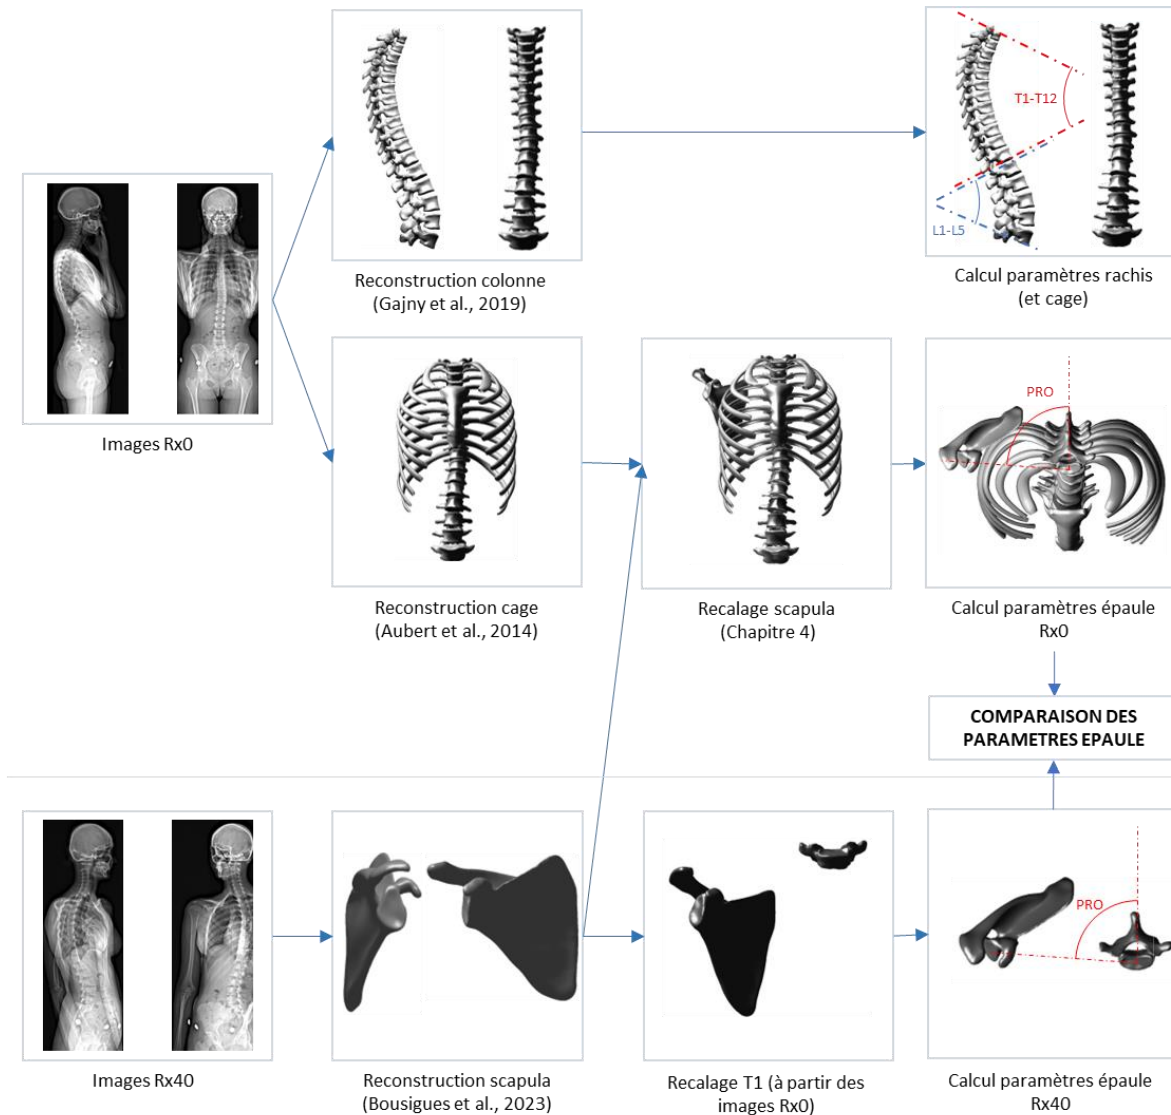 T1-T12
L1-L5
Reconstruction colonne
(Gajny et al., 2019)
Calcul paramètres rachis
(et cage)
Images Rx0
PRO
Reconstruction cage
(Aubert et al., 2014)
Recalage scapula
(Chapitre 4)
Calcul paramètres épaule
Rx0
COMPARAISON DES
PARAMETRES EPAULE
PRO
Images Rx40
Reconstruction scapula
(Bousigues et al., 2023)
Recalage T1 (à partir des
images Rx0)
Calcul paramètres épaule
Rx40